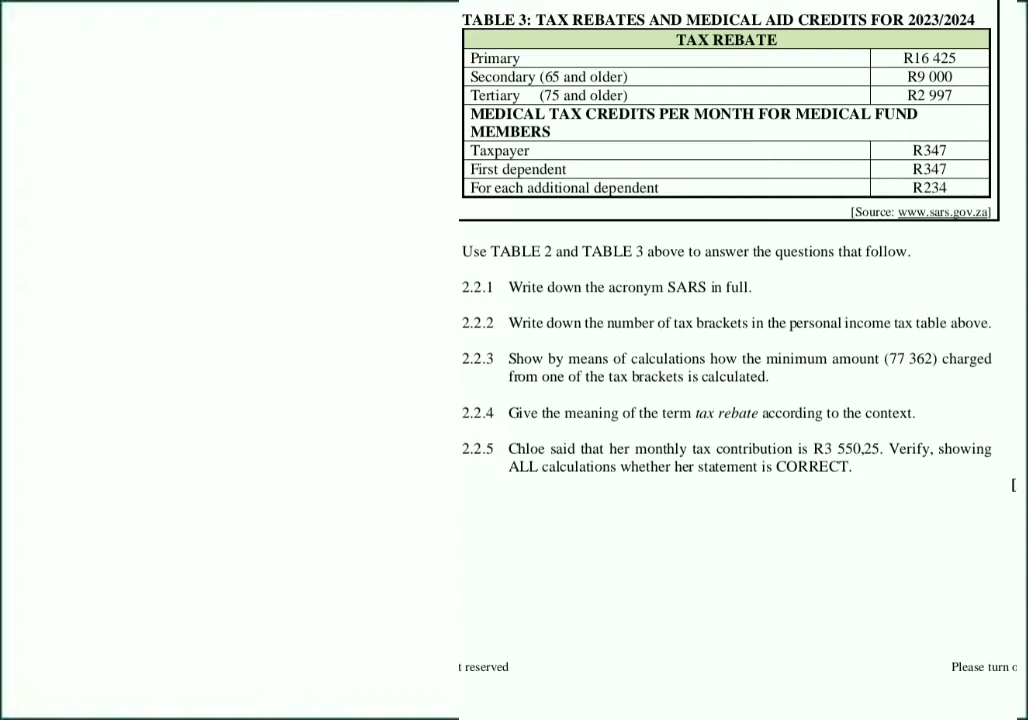 TABLE 3: TAX REBATES AND MEDICAL AID CREDITS FOR 2023/2024
TAX REBATE
Primary R16 425
Secondary (65 and older) R9 000
Tertiary (75 and older) R2 997
MEDICAL TAX CREDITS PER MONTH FOR MEDICAL FUND
MEMBERS
Taxpayer R347
First dependent R347
For each additional dependent R234
[Source: www.sars.gov.za]
Use TABLE 2 and TABLE 3 above to answer the questions that follow.
2.2.1 Write down the acronym SARS in full.
2.2.2 Write down the number of tax brackets in the personal income tax table above.
2.2.3 Show by means of calculations how the minimum amount (77 362) charged
from one of the tax brackets is calculated.
2.2.4 Give the meaning of the term tax rebate according to the context.
2.2.5 Chloe said that her monthly tax contribution is R3 550,25. Verify, showing
ALL calculations whether her statement is CORRECT.
[
t reserved Please turn o